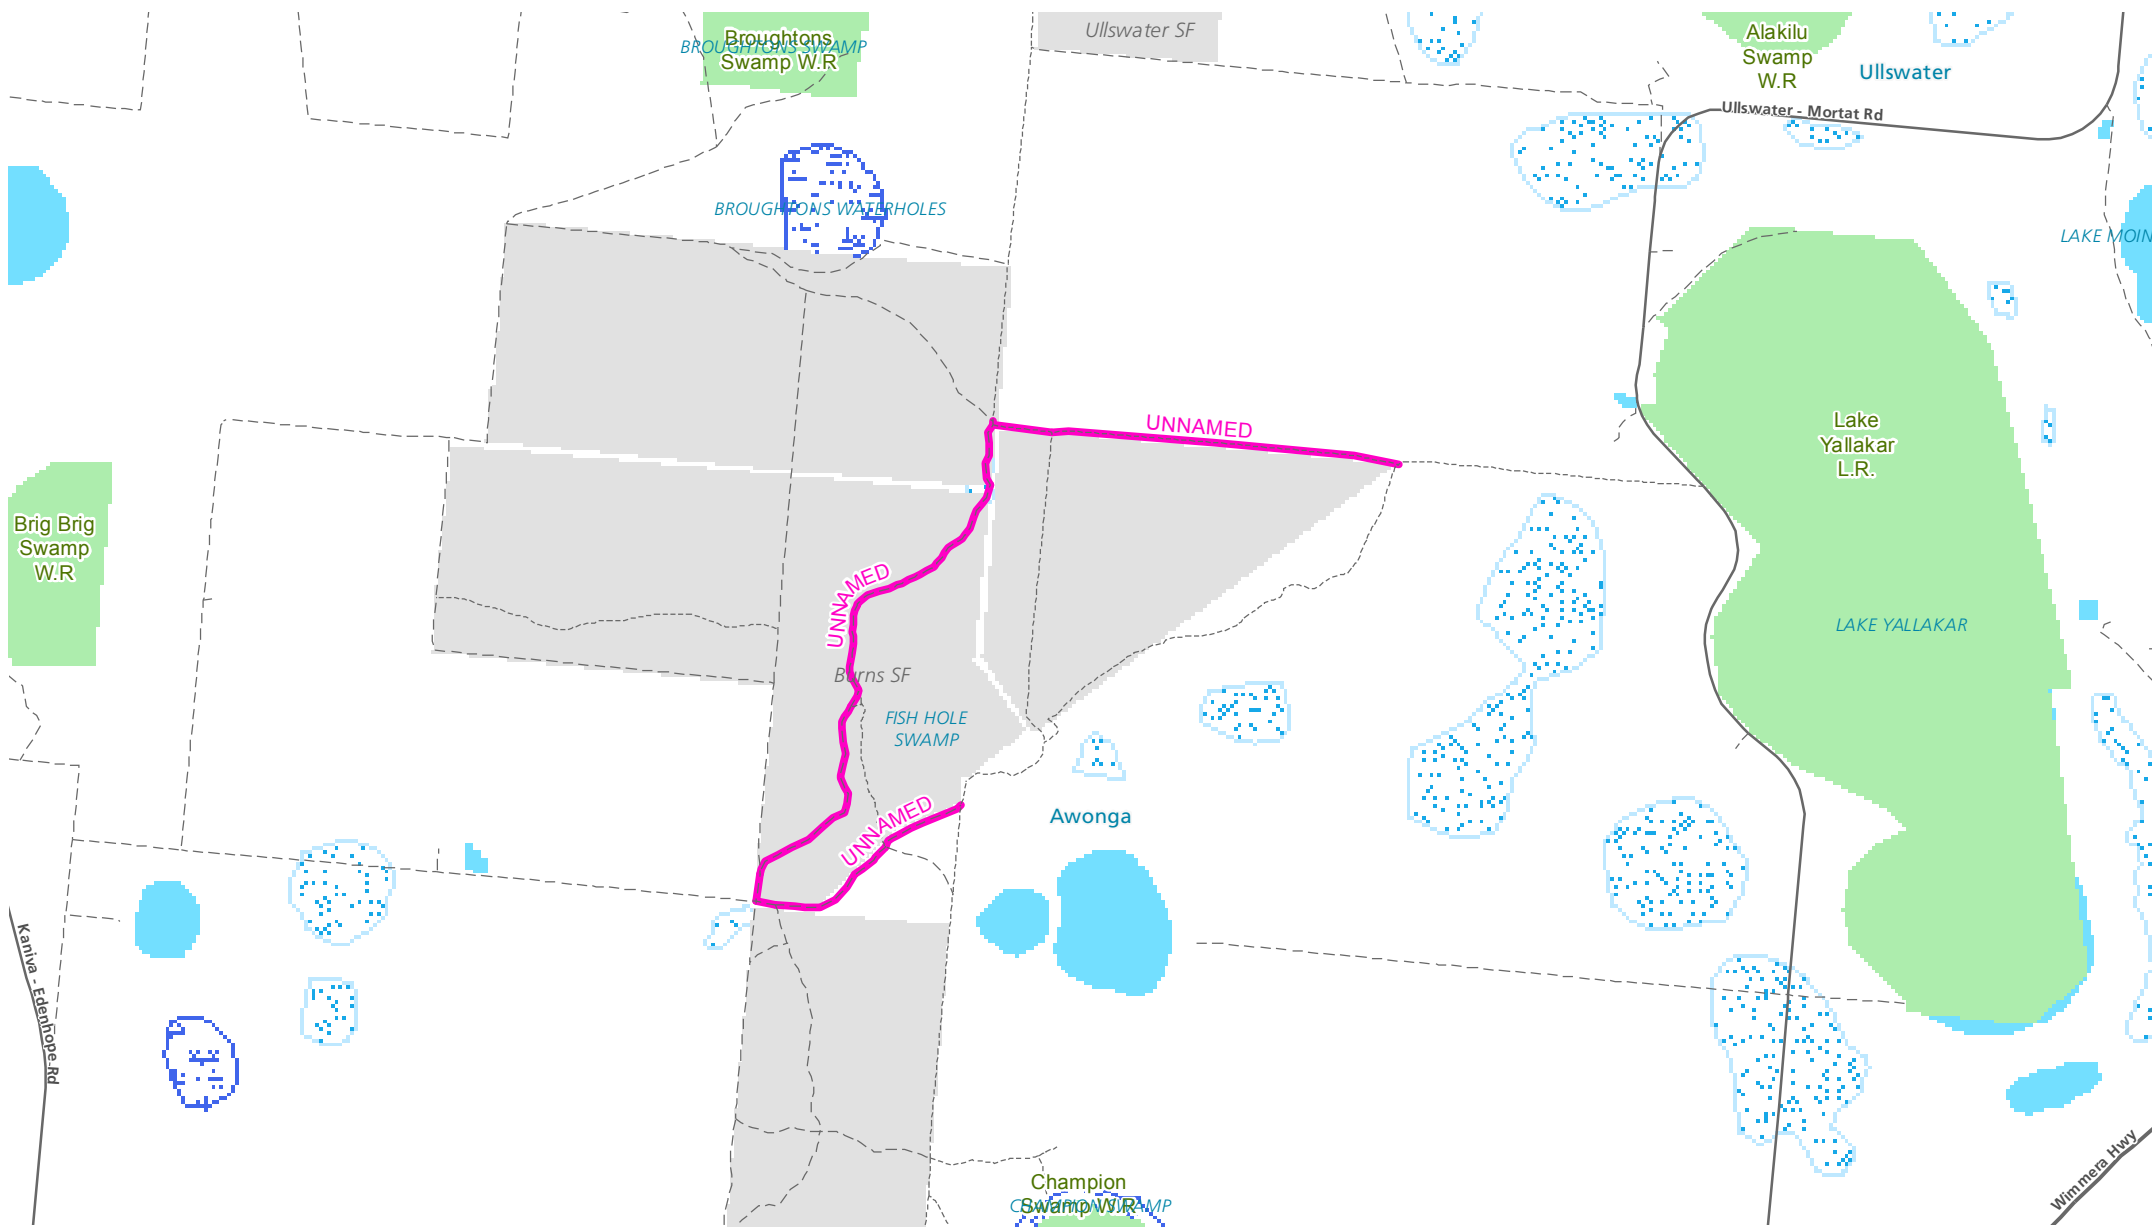 Ullswater SF
Broughtons
Swamp W.R
BROUGHTONS SWAMP
Alakilu
Swamp
W.R
Ullswater
Ullswater - Mortat Rd
BROUGHTONS WATERHOLES
LAKE MOIN
UNNAMED
Lake
Yallakar
L.R.
Brig Brig
Swamp
W.R
UNNAMED
LAKE YALLAKAR
Burns SF
FISH HOLE
SWAMP
UNNAMED
Awonga
Kaniva - Edenhope Rd
Wimmera Hwy
Champion
Swamp W.R
CHAMPION SWAMP